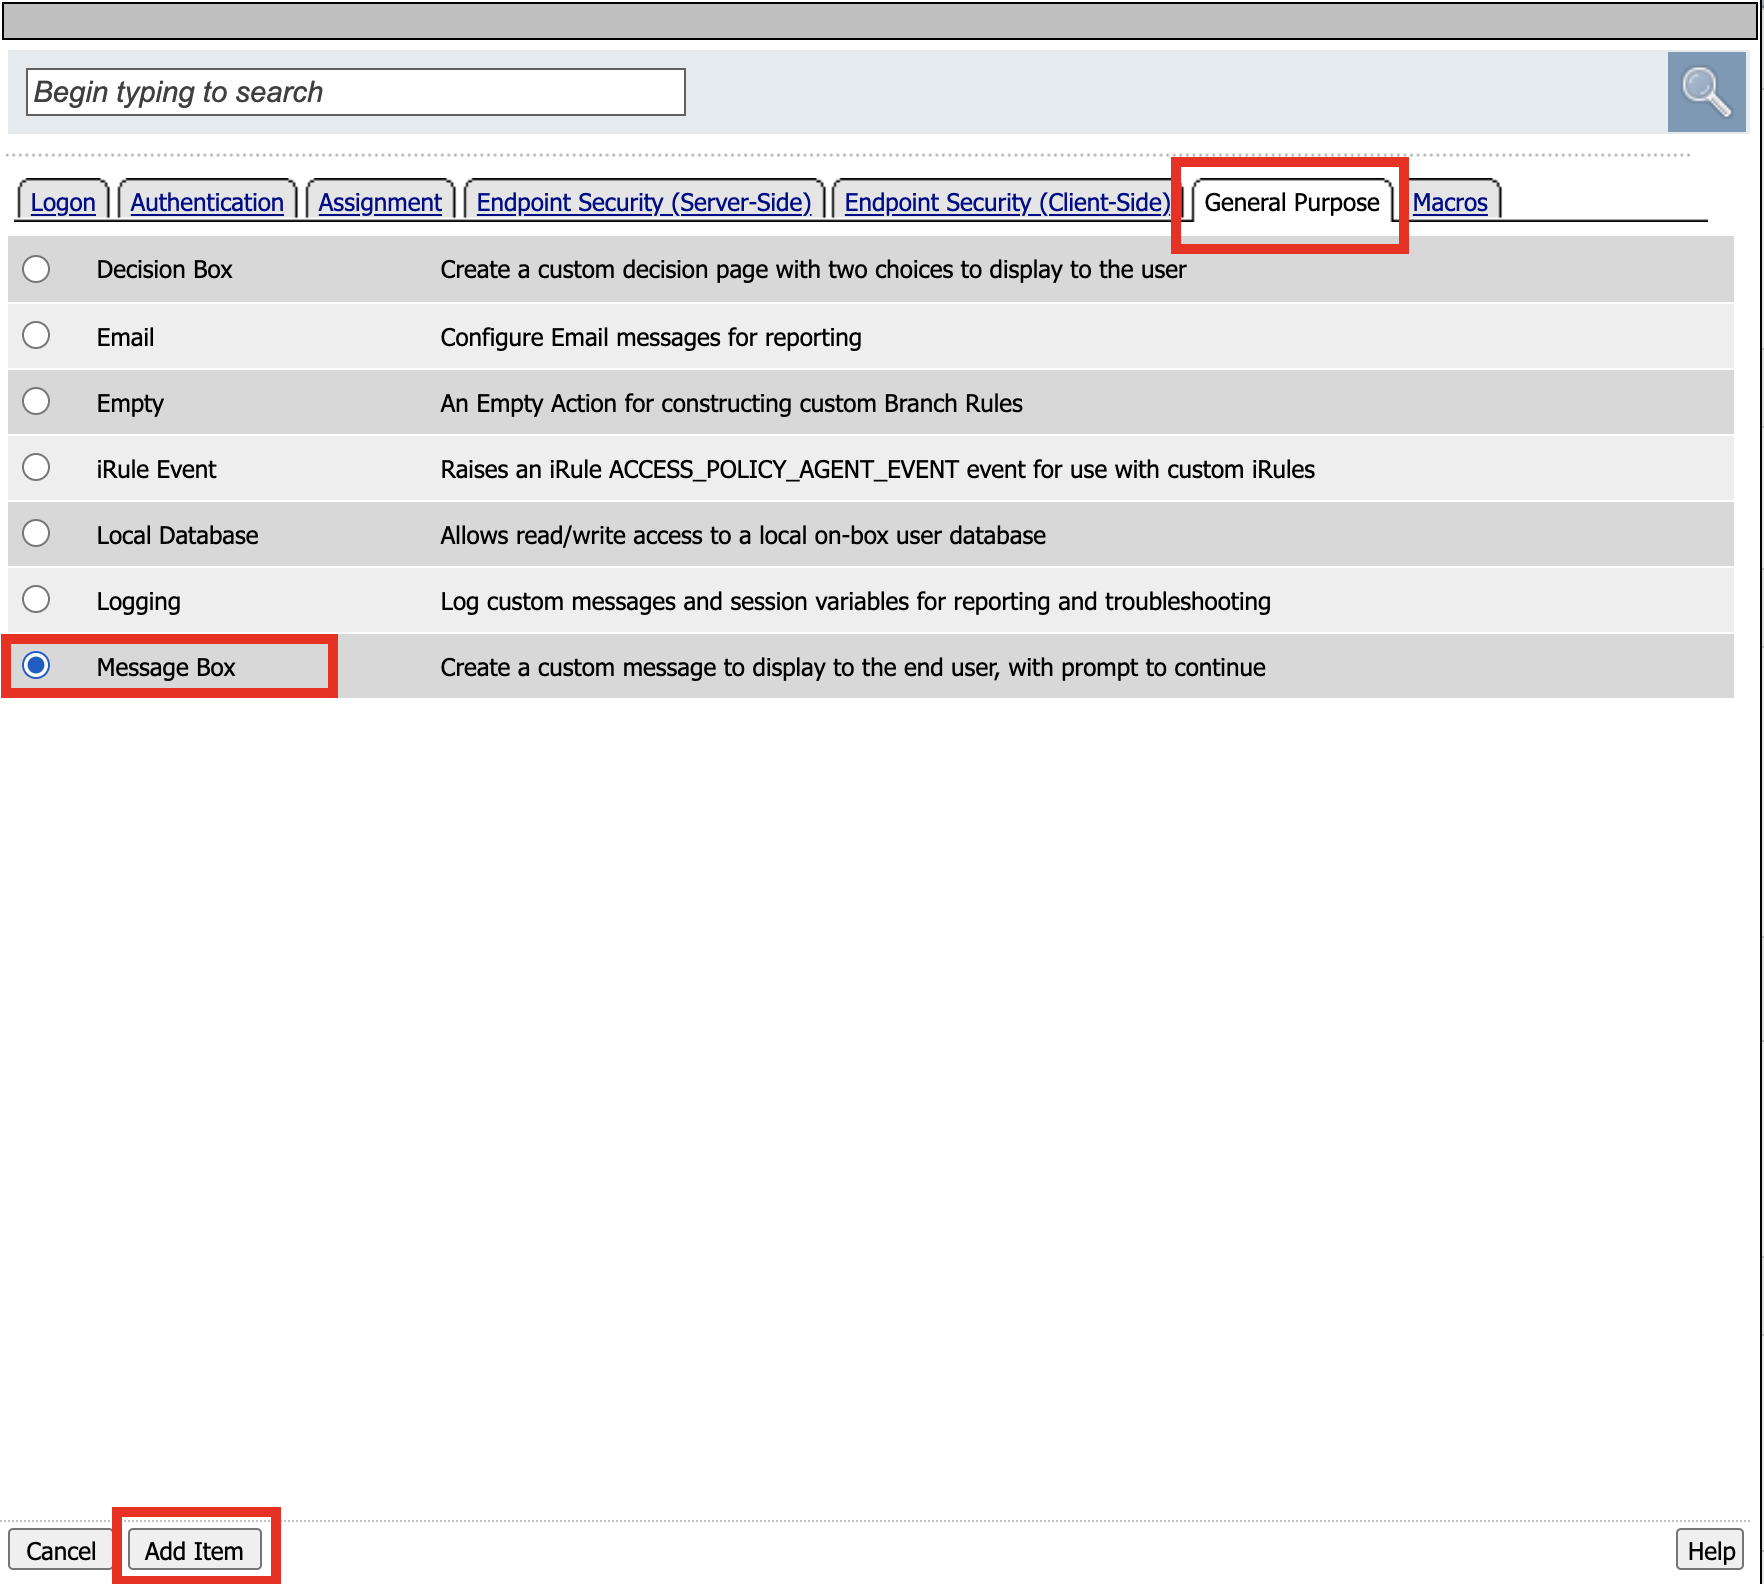 Begin typing to search
Logon Authentication Assignment Endpoint Security (Server-Side) Endpoint Security (Client-Side) General Purpose Macros
Decision Box Create a custom decision page with two choices to display to the user
Email Configure Email messages for reporting
Empty An Empty Action for constructing custom Branch Rules
iRule Event Raises an iRule ACCESS_POLICY_AGENT_EVENT event for use with custom iRules
Local Database Allows read/write access to a local on-box user database
Logging Log custom messages and session variables for reporting and troubleshooting
Message Box Create a custom message to display to the end user, with prompt to continue
Cancel Add Item Help